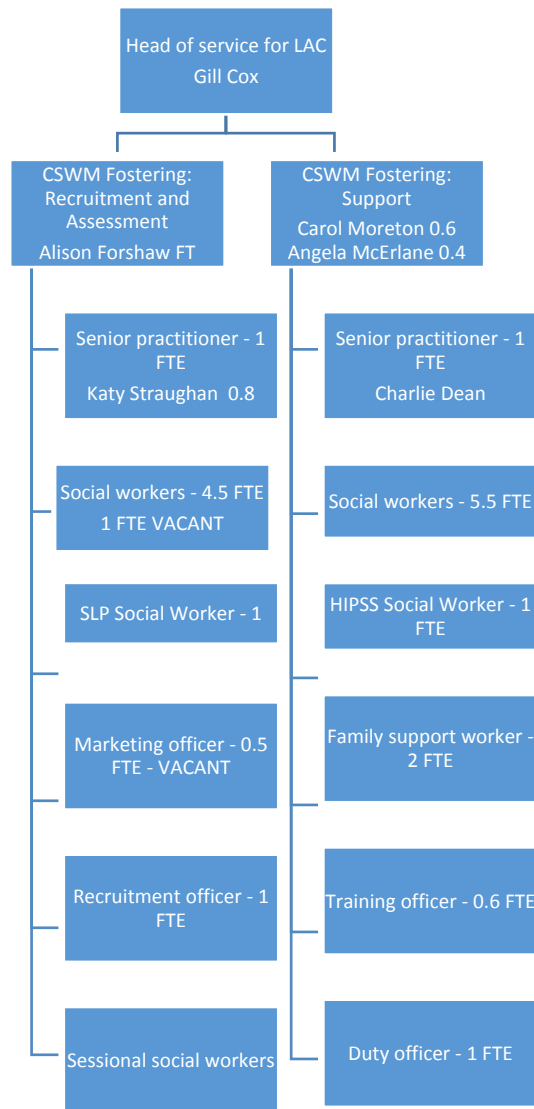 Head of service for LAC
Gill Cox
CSWM Fostering:
Recruitment and
Assessment
Alison Forshaw FT
CSWM Fostering:
Support
Carol Moreton 0.6
Angela McErlane 0.4
Senior practitioner - 1
FTE
Katy Straughan 0.8
Senior practitioner - 1
FTE
Charlie Dean
Social workers - 4.5 FTE
1 FTE VACANT
Social workers - 5.5 FTE
SLP Social Worker - 1
HIPSS Social Worker - 1
FTE
Marketing officer - 0.5
FTE - VACANT
Family support worker -
2 FTE
Recruitment officer - 1
FTE
Training officer - 0.6 FTE
Sessional social workers
Duty officer - 1 FTE